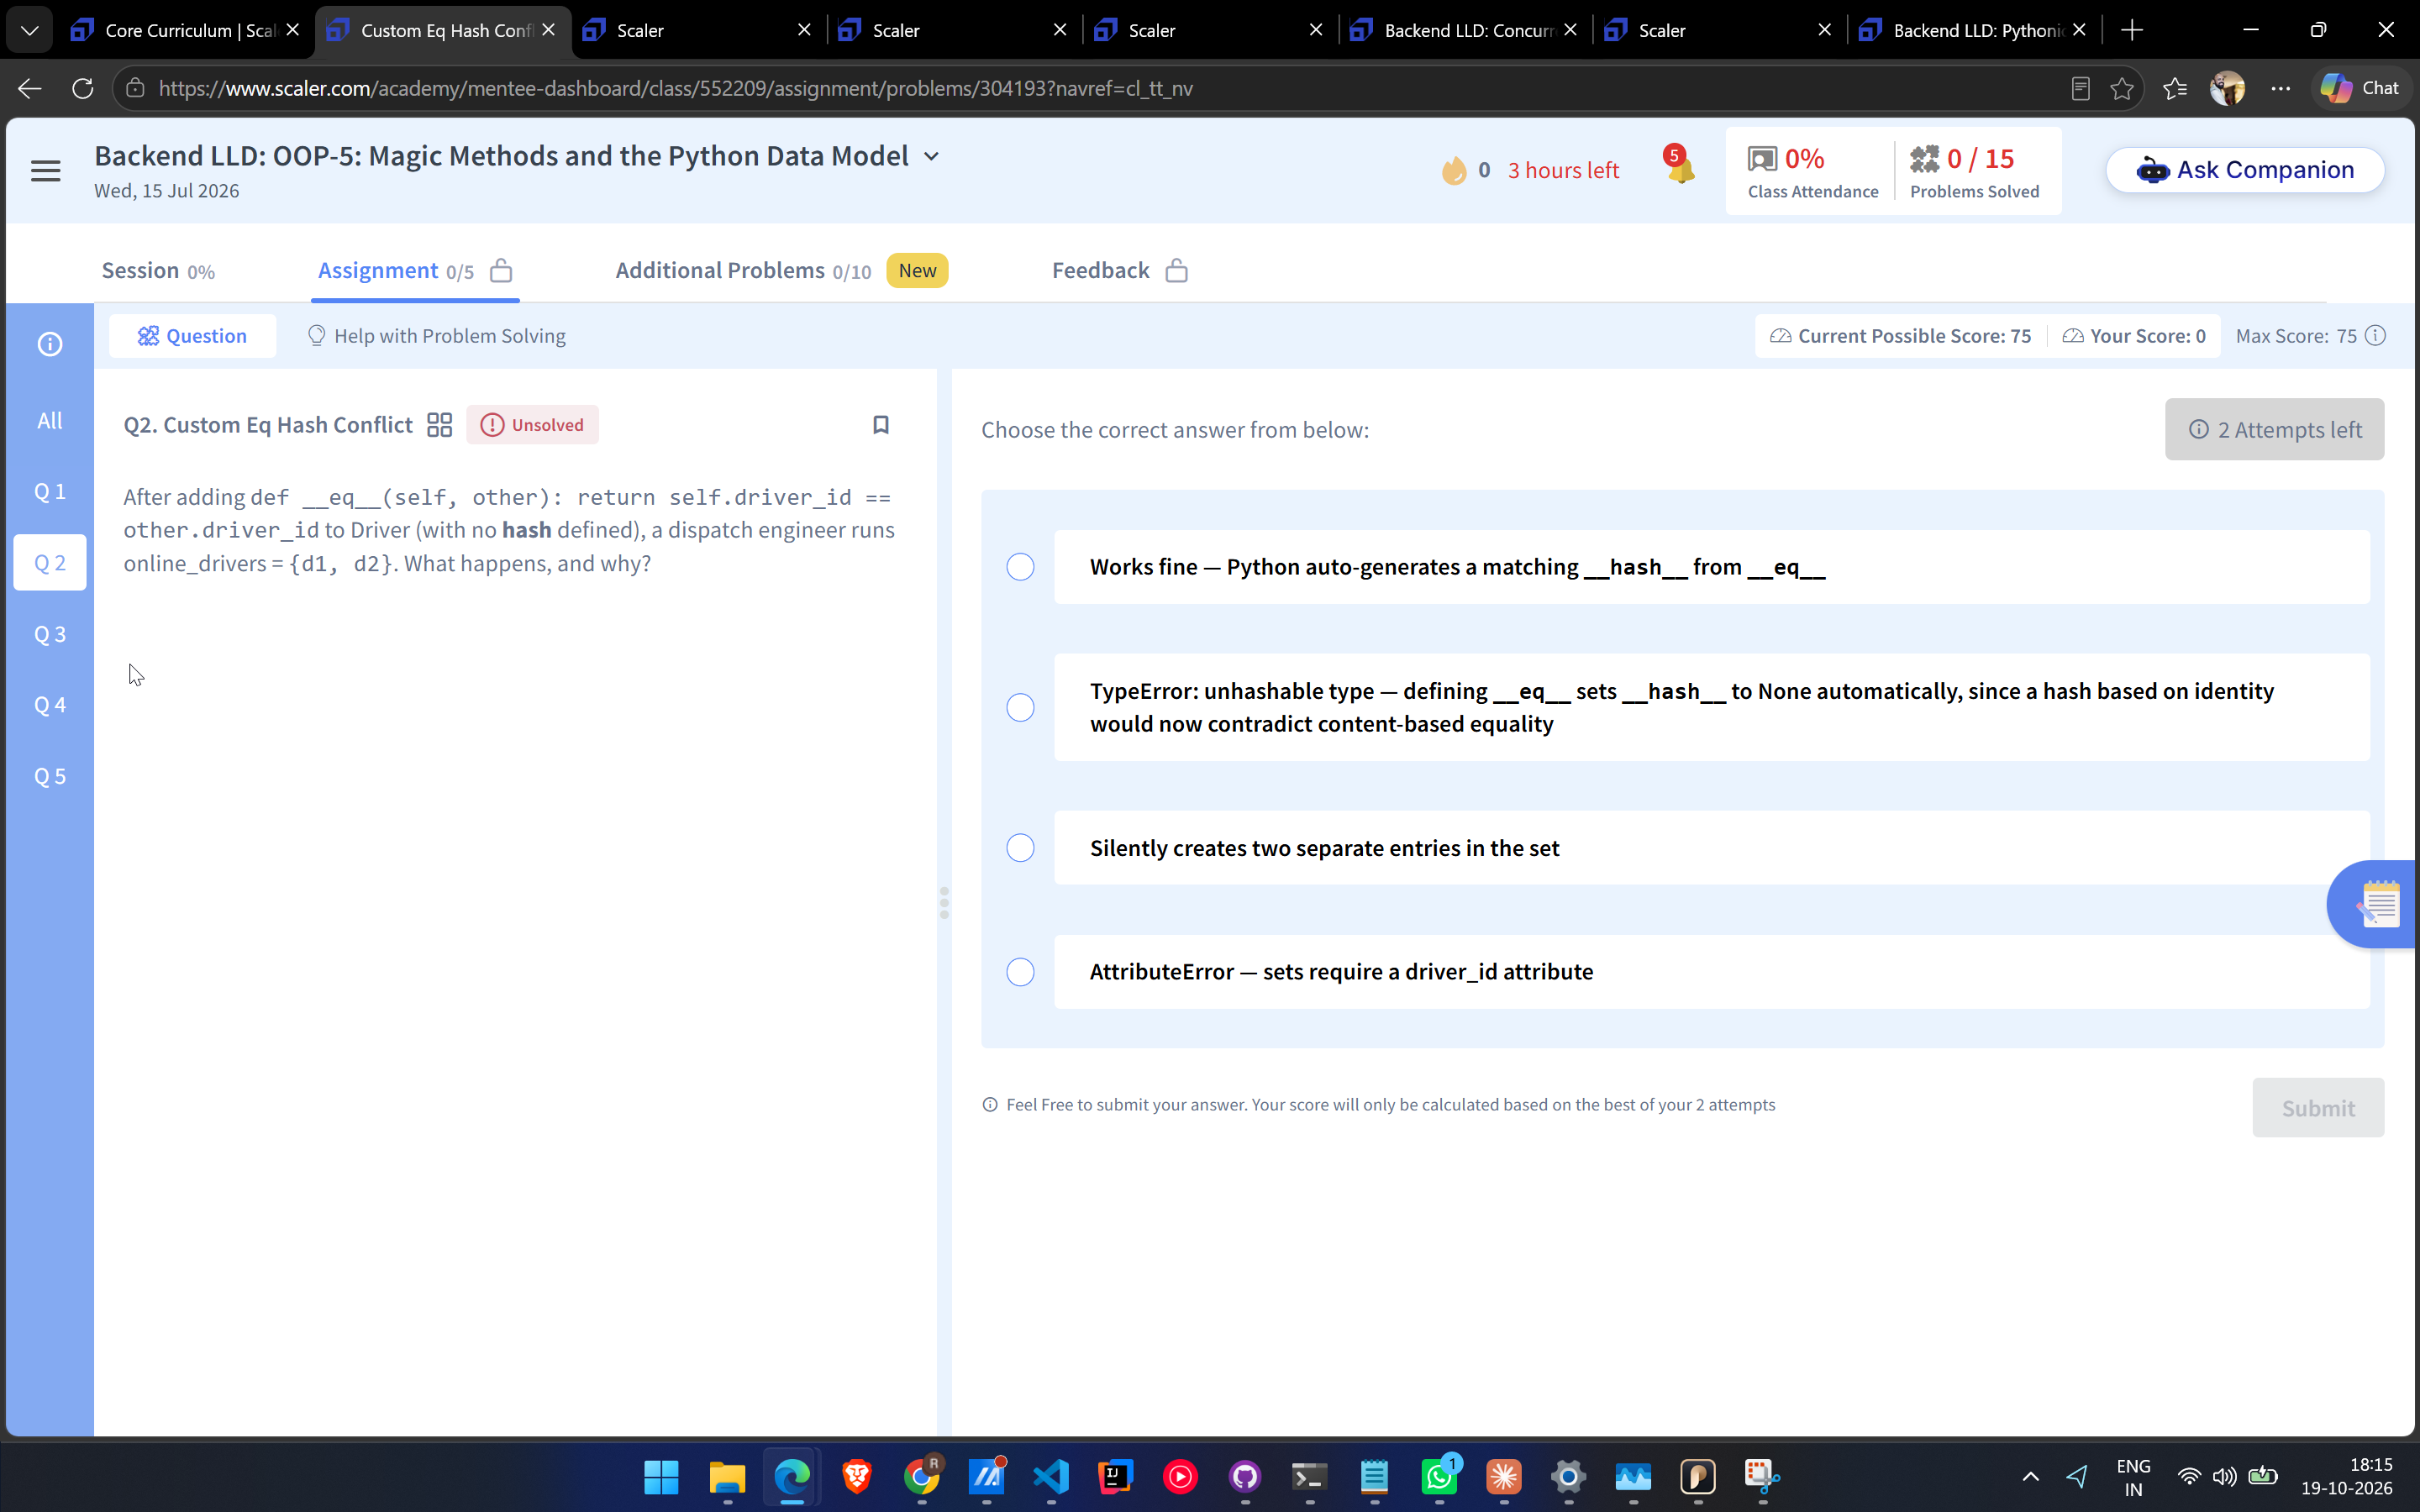 Core Curriculum | Scal
Custom Eq Hash Confl
Scaler
Scaler
Scaler
Backend LLD: Concurr
Scaler
Backend LLD: Pythonic
https://www.scaler.com/academy/mentee-dashboard/class/552209/assignment/problems/304193?navref=cl_tt_nv
Chat
Backend LLD: OOP-5: Magic Methods and the Python Data Model
Wed, 15 Jul 2026
0 3 hours left
5
0%
Class Attendance
0 / 15
Problems Solved
Ask Companion
Session 0%
Assignment 0/5
Additional Problems 0/10 New
Feedback
Question
Help with Problem Solving
Current Possible Score: 75
Your Score: 0
Max Score: 75
All
Q 1
Q 2
Q 3
Q 4
Q 5
Q2. Custom Eq Hash Conflict
Unsolved
After adding def __eq__(self, other): return self.driver_id ==
other.driver_id to Driver (with no hash defined), a dispatch engineer runs
online_drivers = {d1, d2}. What happens, and why?
Choose the correct answer from below:
2 Attempts left
Works fine — Python auto-generates a matching __hash__ from __eq__
TypeError: unhashable type — defining __eq__ sets __hash__ to None automatically, since a hash based on identity
would now contradict content-based equality
Silently creates two separate entries in the set
AttributeError — sets require a driver_id attribute
Feel Free to submit your answer. Your score will only be calculated based on the best of your 2 attempts
Submit
R
IJ
1
ENG
IN
18:15
19-10-2026